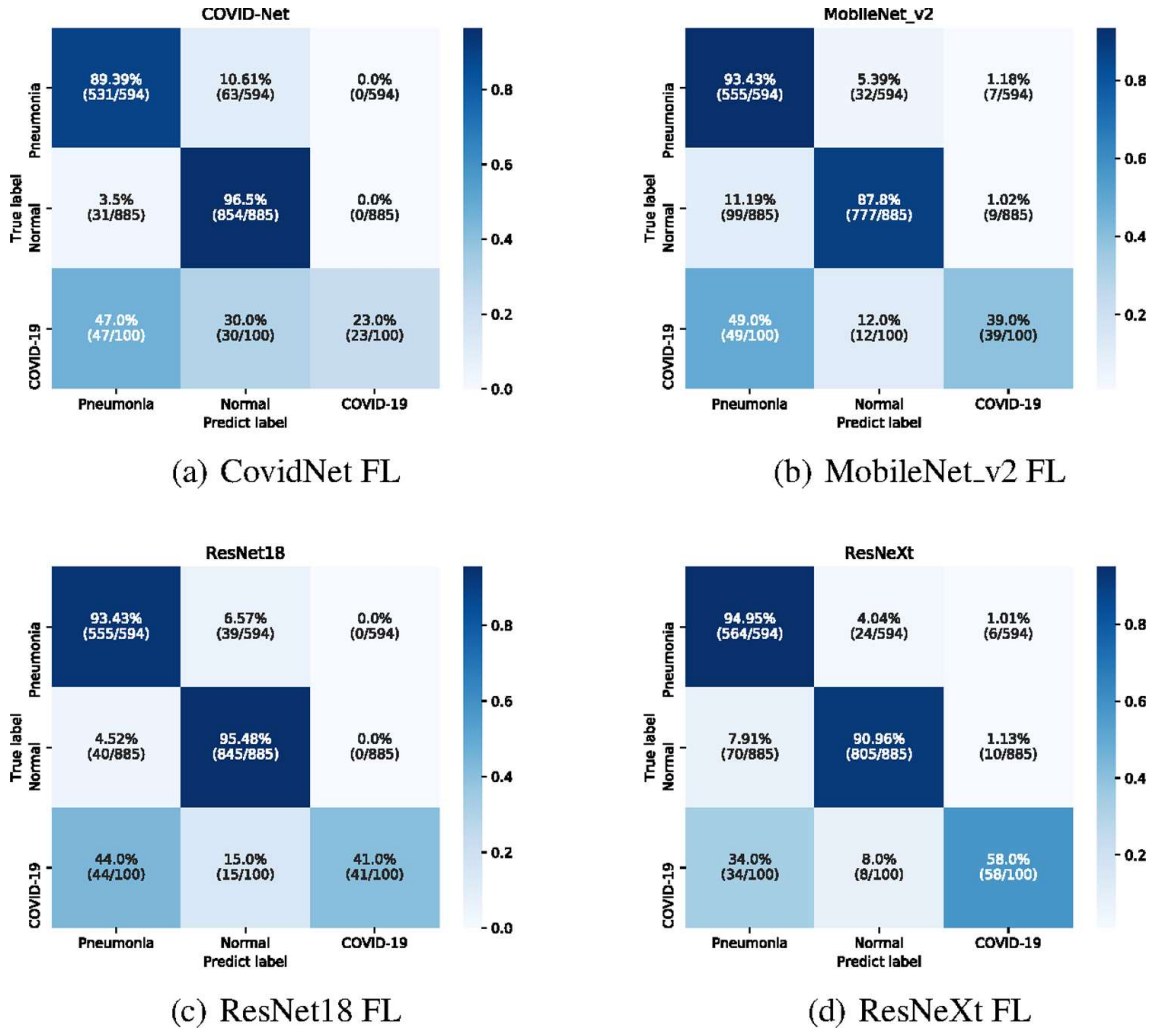 COVID-Net
89.39%
(531/594)
10.61%
(63/594)
0.0%
(0/594)
3.5%
(31/885)
96.5%
(854/885)
0.0%
(0/885)
47.0%
(47/100)
30.0%
(30/100)
23.0%
(23/100)
True label
Pneumonia
Normal
COVID-19
Pneumonia
Normal
COVID-19
Predict label
0.8
0.6
0.4
0.2
0.0
(a) CovidNet FL
MobileNet_v2
93.43%
(555/594)
5.39%
(32/594)
1.18%
(7/594)
11.19%
(99/885)
87.8%
(777/885)
1.02%
(9/885)
49.0%
(49/100)
12.0%
(12/100)
39.0%
(39/100)
True label
Pneumonia
Normal
COVID-19
Pneumonia
Normal
COVID-19
Predict label
0.8
0.6
0.4
0.2
(b) MobileNet_v2 FL
ResNet18
93.43%
(555/594)
6.57%
(39/594)
0.0%
(0/594)
4.52%
(40/885)
95.48%
(845/885)
0.0%
(0/885)
44.0%
(44/100)
15.0%
(15/100)
41.0%
(41/100)
True label
Pneumonia
Normal
COVID-19
Pneumonia
Normal
COVID-19
Predict label
0.8
0.6
0.4
0.2
0.0
(c) ResNet18 FL
ResNeXt
94.95%
(564/594)
4.04%
(24/594)
1.01%
(6/594)
7.91%
(70/885)
90.96%
(805/885)
1.13%
(10/885)
34.0%
(34/100)
8.0%
(8/100)
58.0%
(58/100)
True label
Pneumonia
Normal
COVID-19
Pneumonia
Normal
COVID-19
Predict label
0.8
0.6
0.4
0.2
(d) ResNeXt FL